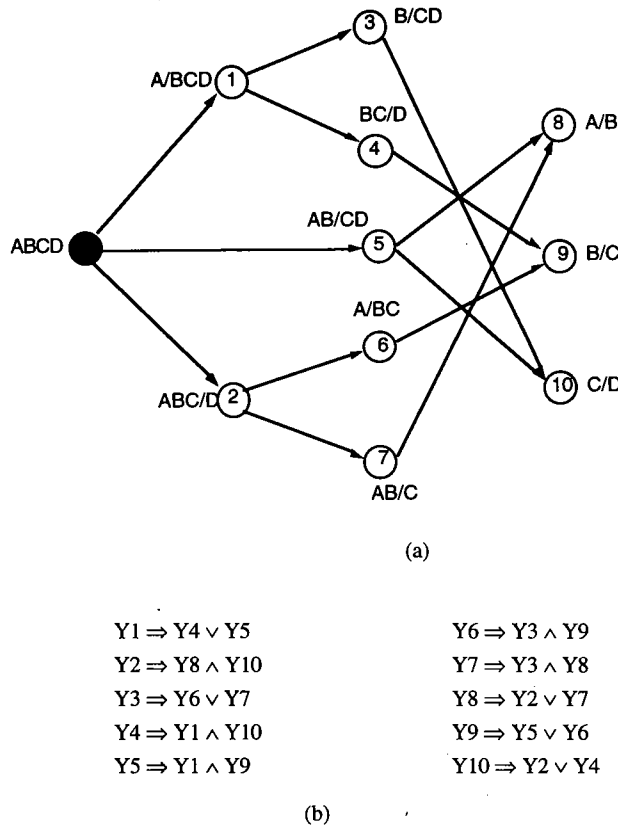 3 B/CD
A/BCD 1
8 A/B
BC/D
4
AB/CD
ABCD
5
9 B/C
A/BC
6
10 C/D
ABC/D 2
7
AB/C
(a)
Y1 ⇒ Y4 ∨ Y5
Y2 ⇒ Y8 ∧ Y10
Y3 ⇒ Y6 ∨ Y7
Y4 ⇒ Y1 ∧ Y10
Y5 ⇒ Y1 ∧ Y9
Y6 ⇒ Y3 ∧ Y9
Y7 ⇒ Y3 ∧ Y8
Y8 ⇒ Y2 ∨ Y7
Y9 ⇒ Y5 ∨ Y6
Y10 ⇒ Y2 ∨ Y4
(b)